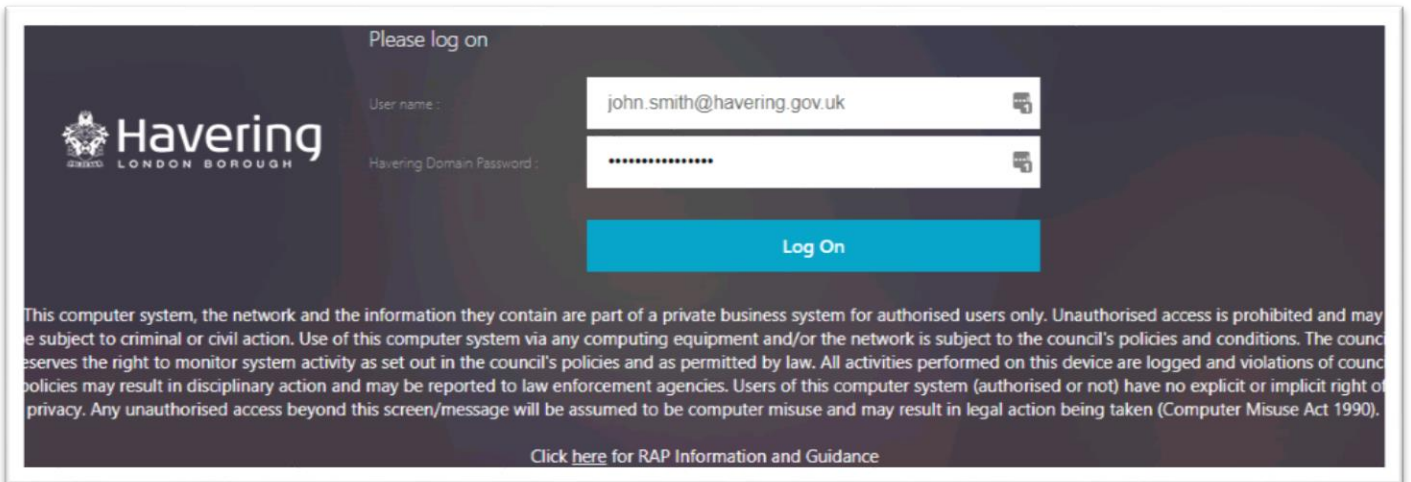 Please log on
User name :
john.smith@havering.gov.uk
Havering
LONDON BOROUGH
Havering Domain Password :
••••••••••••••••
Log On
This computer system, the network and the information they contain are part of a private business system for authorised users only. Unauthorised access is prohibited and may
e subject to criminal or civil action. Use of this computer system via any computing equipment and/or the network is subject to the council's policies and conditions. The counci
eserves the right to monitor system activity as set out in the council's policies and as permitted by law. All activities performed on this device are logged and violations of counc
policies may result in disciplinary action and may be reported to law enforcement agencies. Users of this computer system (authorised or not) have no explicit or implicit right of
privacy. Any unauthorised access beyond this screen/message will be assumed to be computer misuse and may result in legal action being taken (Computer Misuse Act 1990).
Click here for RAP Information and Guidance